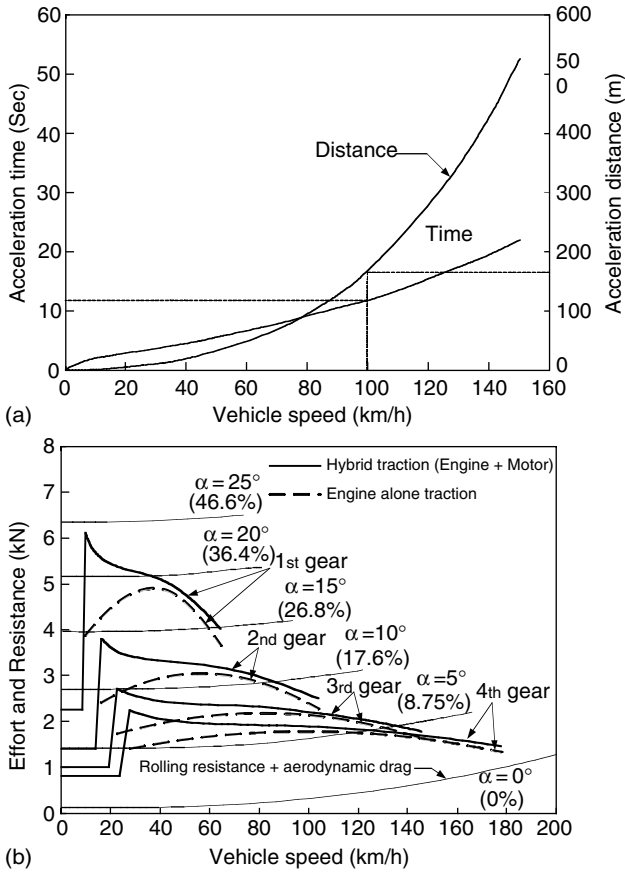 60
50
40
30
20
10
0
Acceleration time (Sec)
600
50
0
400
300
200
100
0
Acceleration distance (m)
Distance
Time
0 20 40 60 80 100 120 140 160
Vehicle speed (km/h)
(a)
8
7
6
5
4
3
2
1
0
Effort and Resistance (kN)
Hybrid traction (Engine + Motor)
Engine alone traction
α = 25°
(46.6%)
α = 20°
(36.4%)
1st gear
α = 15°
(26.8%)
2nd gear
α = 10°
(17.6%)
3rd gear
α = 5°
(8.75%)
4th gear
Rolling resistance + aerodynamic drag
α = 0°
(0%)
0 20 40 60 80 100 120 140 160 180 200
Vehicle speed (km/h)
(b)